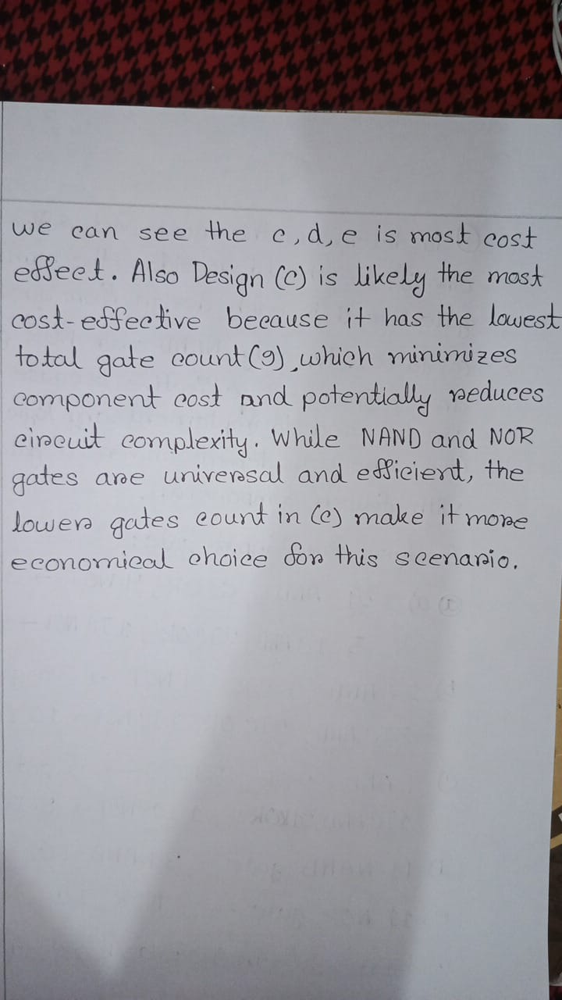 we can see the c, d, e is most cost
effect. Also Design (C) is likely the most
cost-effective because it has the lowest
total gate count (9), which minimizes
component cost and potentially reduces
circuit complexity. While NAND and NOR
gates are universal and efficient, the
lower gates count in (c) make it more
economical choice for this scenario.